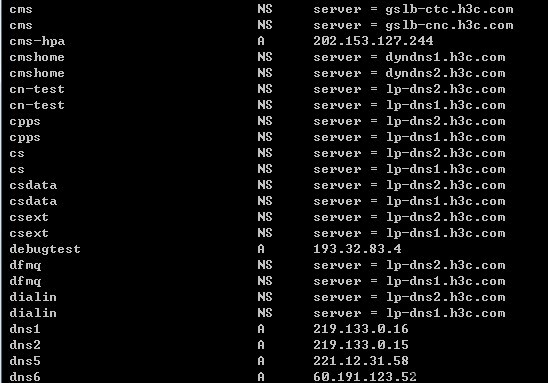 cms NS server = gslb-ctc.h3c.com
cms NS server = gslb-cnc.h3c.com
cms-hpa A 202.153.127.244
cmshome NS server = dyndns1.h3c.com
cmshome NS server = dyndns2.h3c.com
cn-test NS server = lp-dns2.h3c.com
cn-test NS server = lp-dns1.h3c.com
cpps NS server = lp-dns2.h3c.com
cpps NS server = lp-dns1.h3c.com
cs NS server = lp-dns2.h3c.com
cs NS server = lp-dns1.h3c.com
csdata NS server = lp-dns2.h3c.com
csdata NS server = lp-dns1.h3c.com
csext NS server = lp-dns2.h3c.com
csext NS server = lp-dns1.h3c.com
debugtest A 193.32.83.4
dfmq NS server = lp-dns2.h3c.com
dfmq NS server = lp-dns1.h3c.com
dialin NS server = lp-dns2.h3c.com
dialin NS server = lp-dns1.h3c.com
dns1 A 219.133.0.16
dns2 A 219.133.0.15
dns5 A 221.12.31.58
dns6 A 60.191.123.52